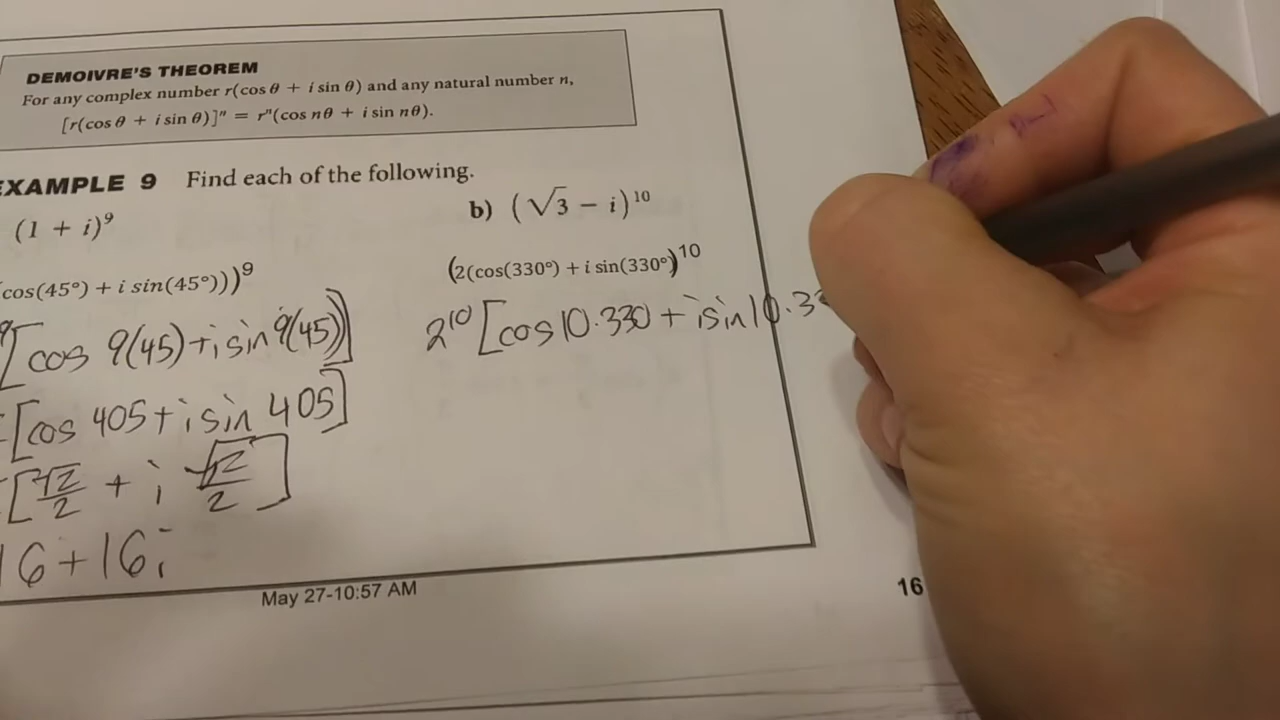 DEMOIVRE'S THEOREM
For any complex number r(cos θ + i sin θ) and any natural number n,
[r(cos θ + i sin θ)]ⁿ = rⁿ(cos nθ + i sin nθ).
EXAMPLE 9 Find each of the following.
(1 + i)⁹
(cos(45°) + i sin(45°)))⁹
[cos 9(45) + i sin 9(45)]
[cos 405 + i sin 405]
[√2/2 + i √2/2]
16 + 16i
b) (√3 − i)¹⁰
(2(cos(330°) + i sin(330°)¹⁰
2¹⁰ [cos 10·330 + i sin 10·3
May 27-10:57 AM
16